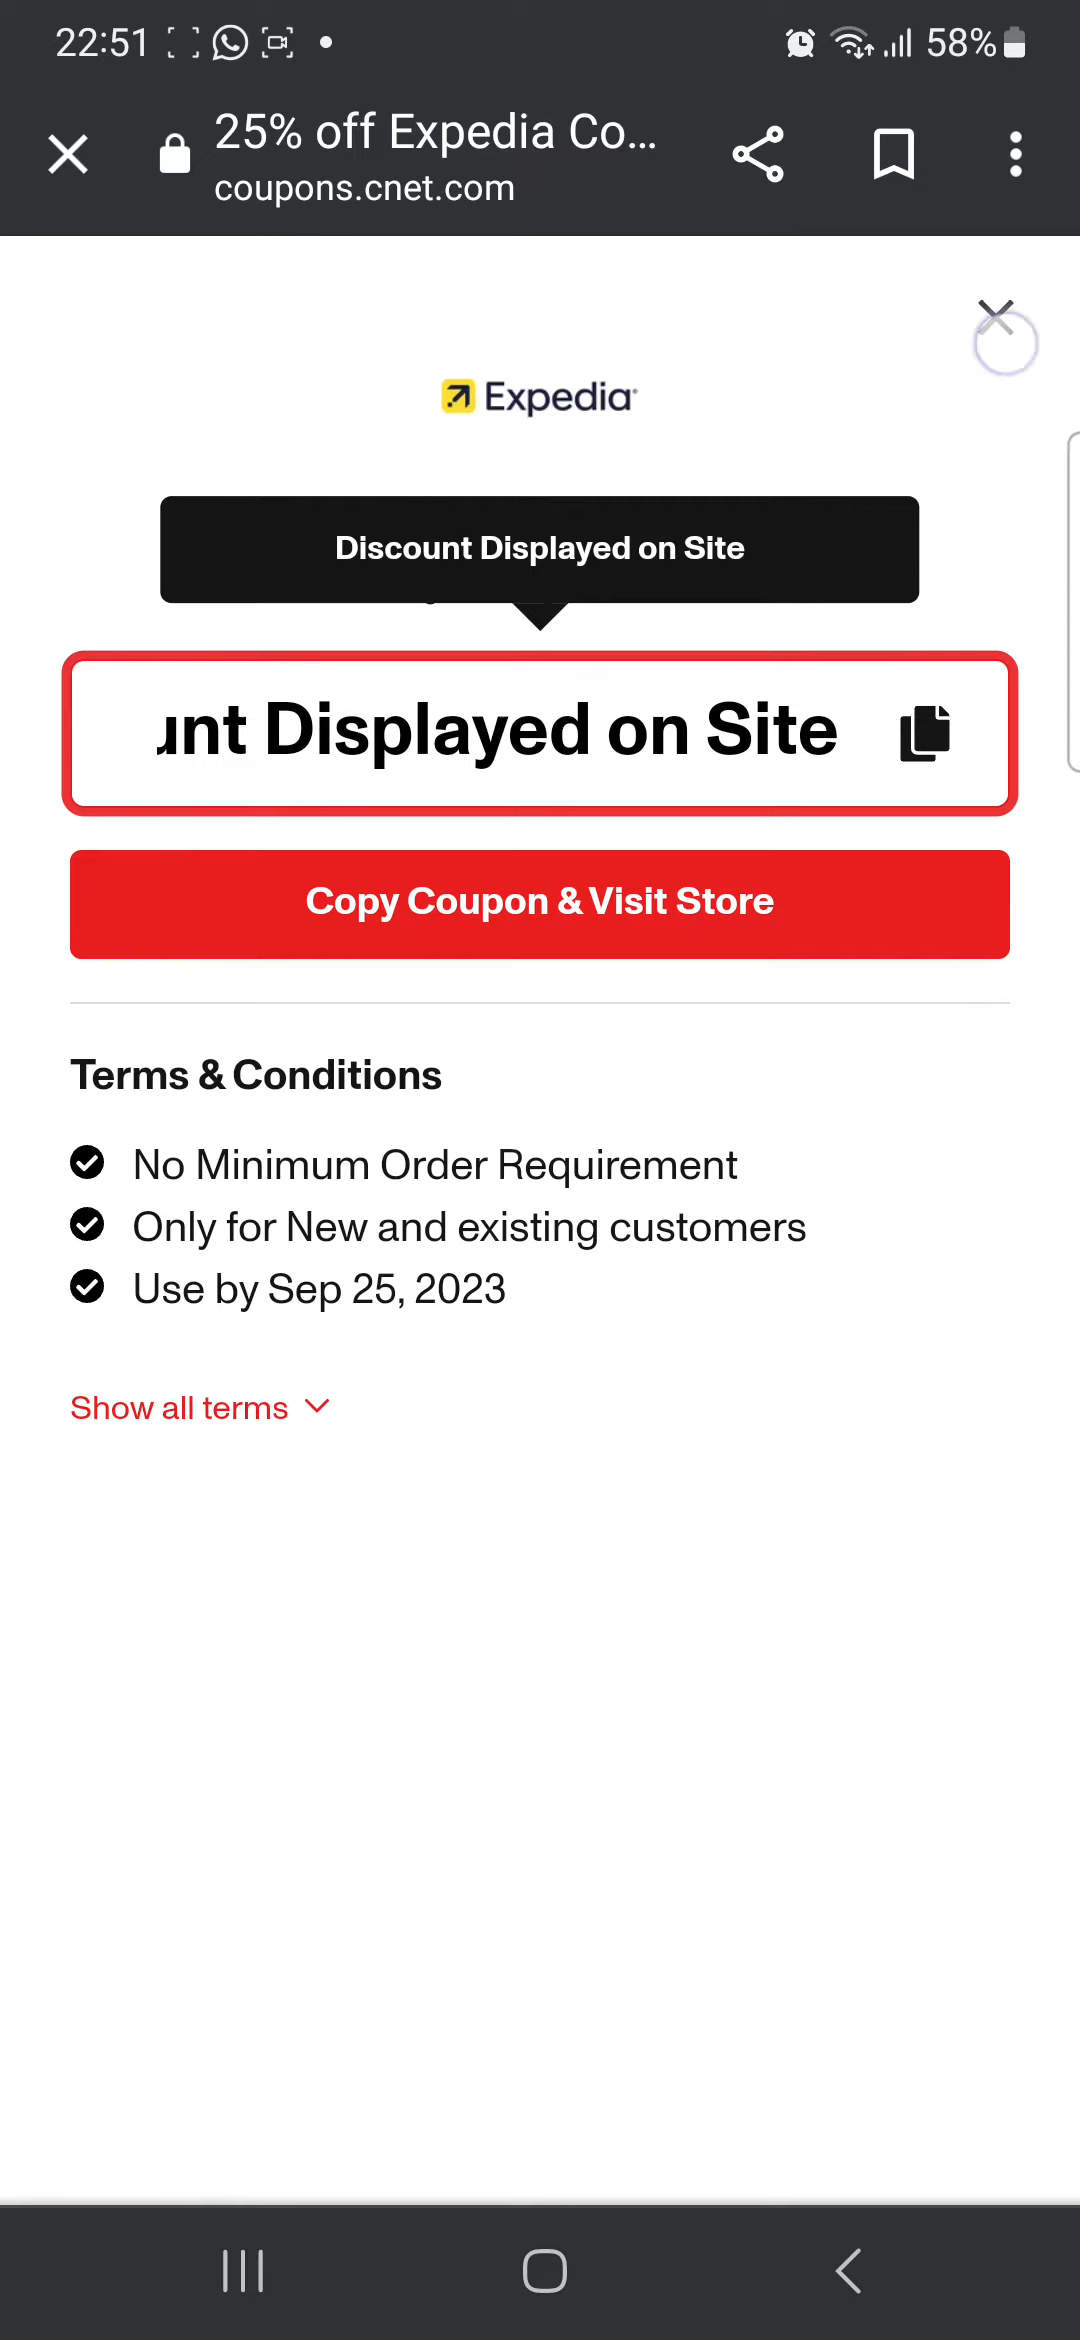 22:51
58%
25% off Expedia Co...
coupons.cnet.com
Expedia
Discount Displayed on Site
unt Displayed on Site
Copy Coupon & Visit Store
Terms & Conditions
No Minimum Order Requirement
Only for New and existing customers
Use by Sep 25, 2023
Show all terms